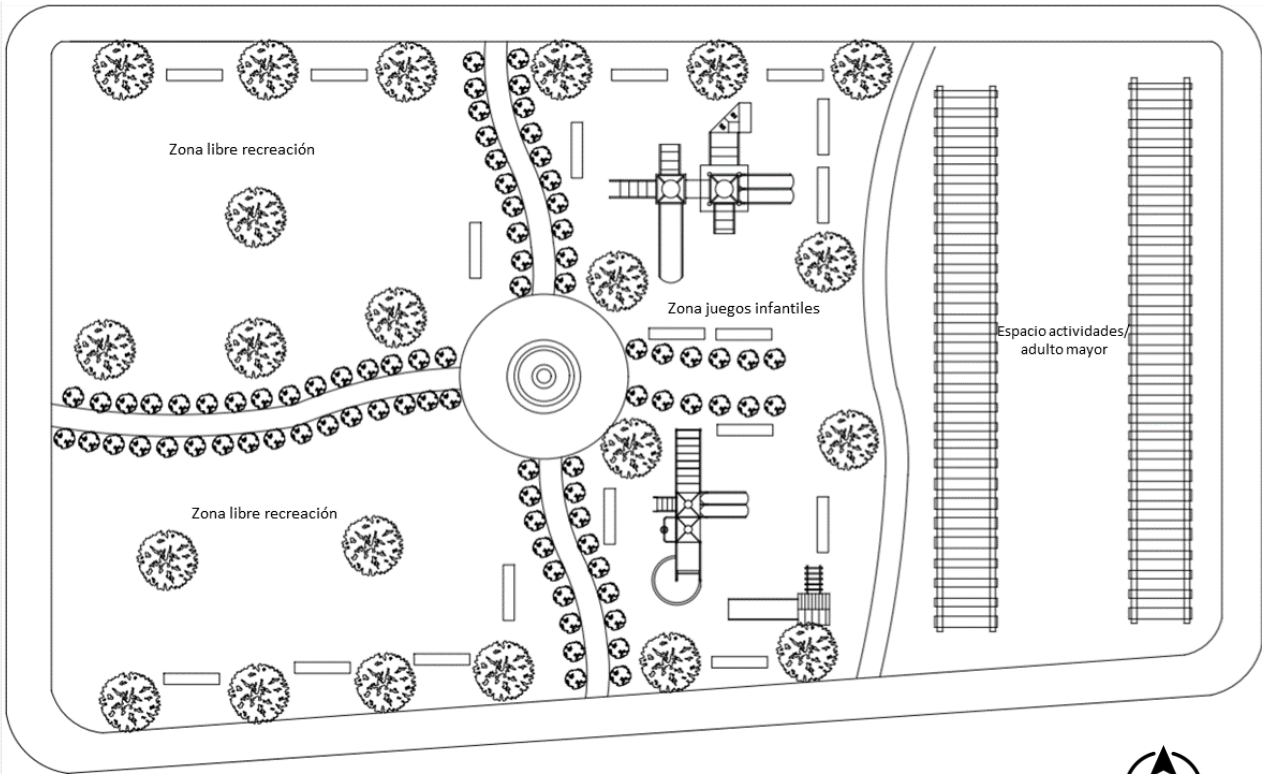 Zona libre recreación
Zona juegos infantiles
Espacio actividades/
adulto mayor
Zona libre recreación